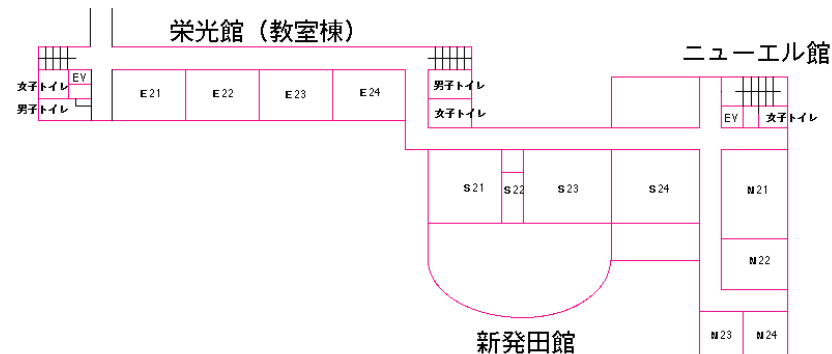 栄光館（教室棟）
ニューエル館
女子トイレ
EV
男子トイレ
E21
E22
E23
E24
男子トイレ
女子トイレ
EV
女子トイレ
S21
S22
S23
S24
N21
N22
新発田館
N23
N24